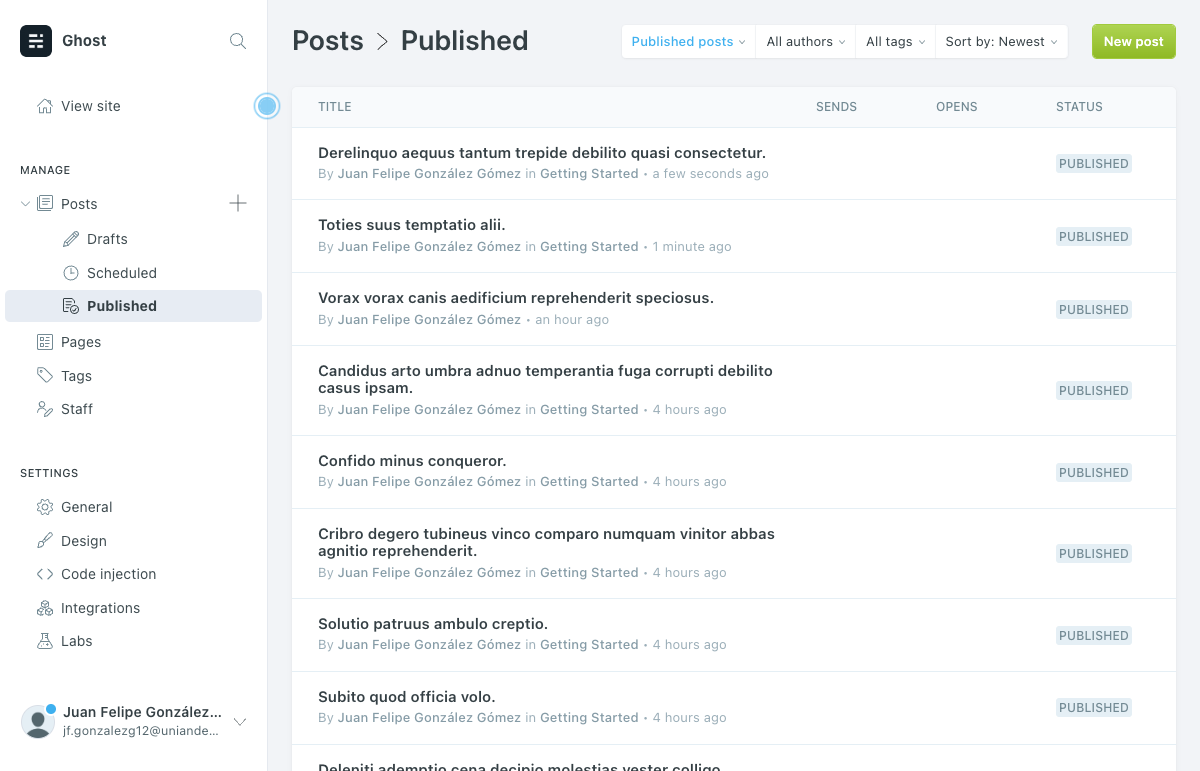 Ghost
View site
MANAGE
Posts
Drafts
Scheduled
Published
Pages
Tags
Staff
SETTINGS
General
Design
Code injection
Integrations
Labs
Juan Felipe González...
jf.gonzalezg12@uniande...
Posts > Published
Published posts
All authors
All tags
Sort by: Newest
New post
TITLE SENDS OPENS STATUS
Derelinquo aequus tantum trepide debilito quasi consectetur.
By Juan Felipe González Gómez in Getting Started • a few seconds ago
PUBLISHED
Toties suus temptatio alii.
By Juan Felipe González Gómez in Getting Started • 1 minute ago
PUBLISHED
Vorax vorax canis aedificium reprehenderit speciosus.
By Juan Felipe González Gómez • an hour ago
PUBLISHED
Candidus arto umbra adnuo temperantia fuga corrupti debilito
casus ipsam.
By Juan Felipe González Gómez in Getting Started • 4 hours ago
PUBLISHED
Confido minus conqueror.
By Juan Felipe González Gómez in Getting Started • 4 hours ago
PUBLISHED
Cribro degero tubineus vinco comparo numquam vinitor abbas
agnitio reprehenderit.
By Juan Felipe González Gómez in Getting Started • 4 hours ago
PUBLISHED
Solutio patruus ambulo creptio.
By Juan Felipe González Gómez in Getting Started • 4 hours ago
PUBLISHED
Subito quod officia volo.
By Juan Felipe González Gómez in Getting Started • 4 hours ago
PUBLISHED
Deleniti ademptio cena decipio molestias vester colligo